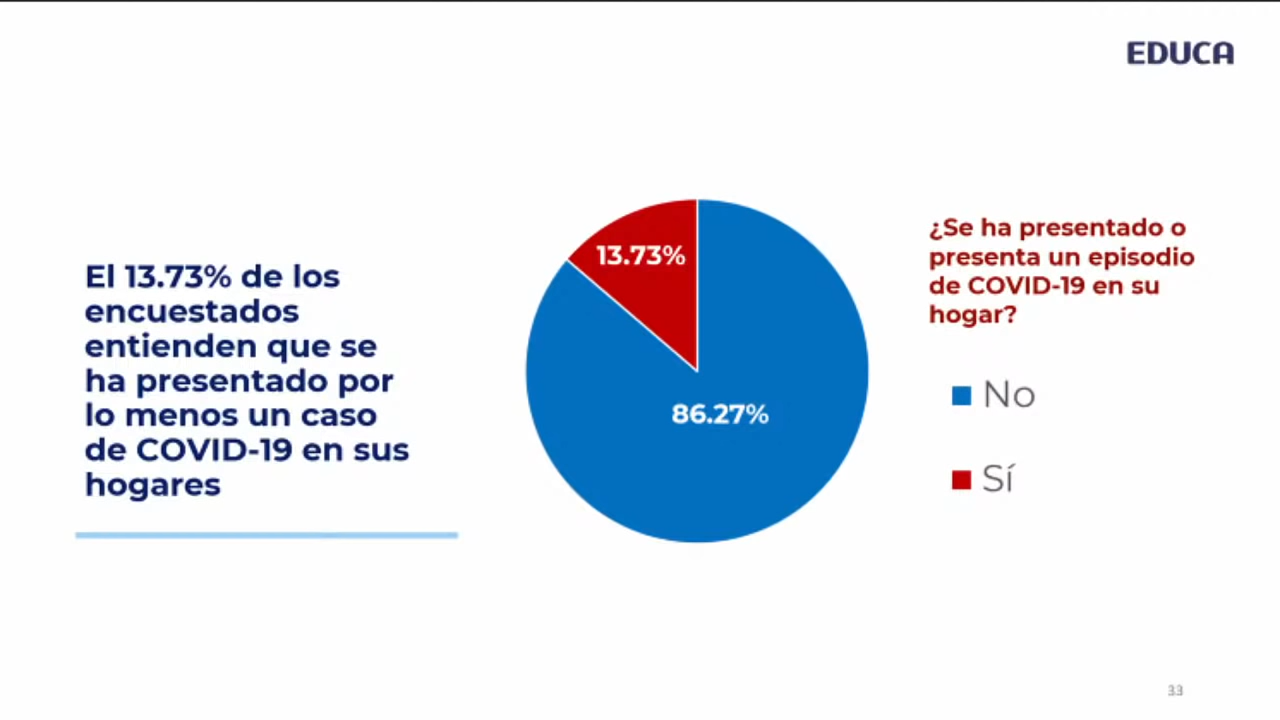 EDUCA
El 13.73% de los
encuestados
entienden que se
ha presentado por
lo menos un caso
de COVID-19 en sus
hogares
13.73%
86.27%
¿Se ha presentado o
presenta un episodio
de COVID-19 en su
hogar?
No
Sí
33